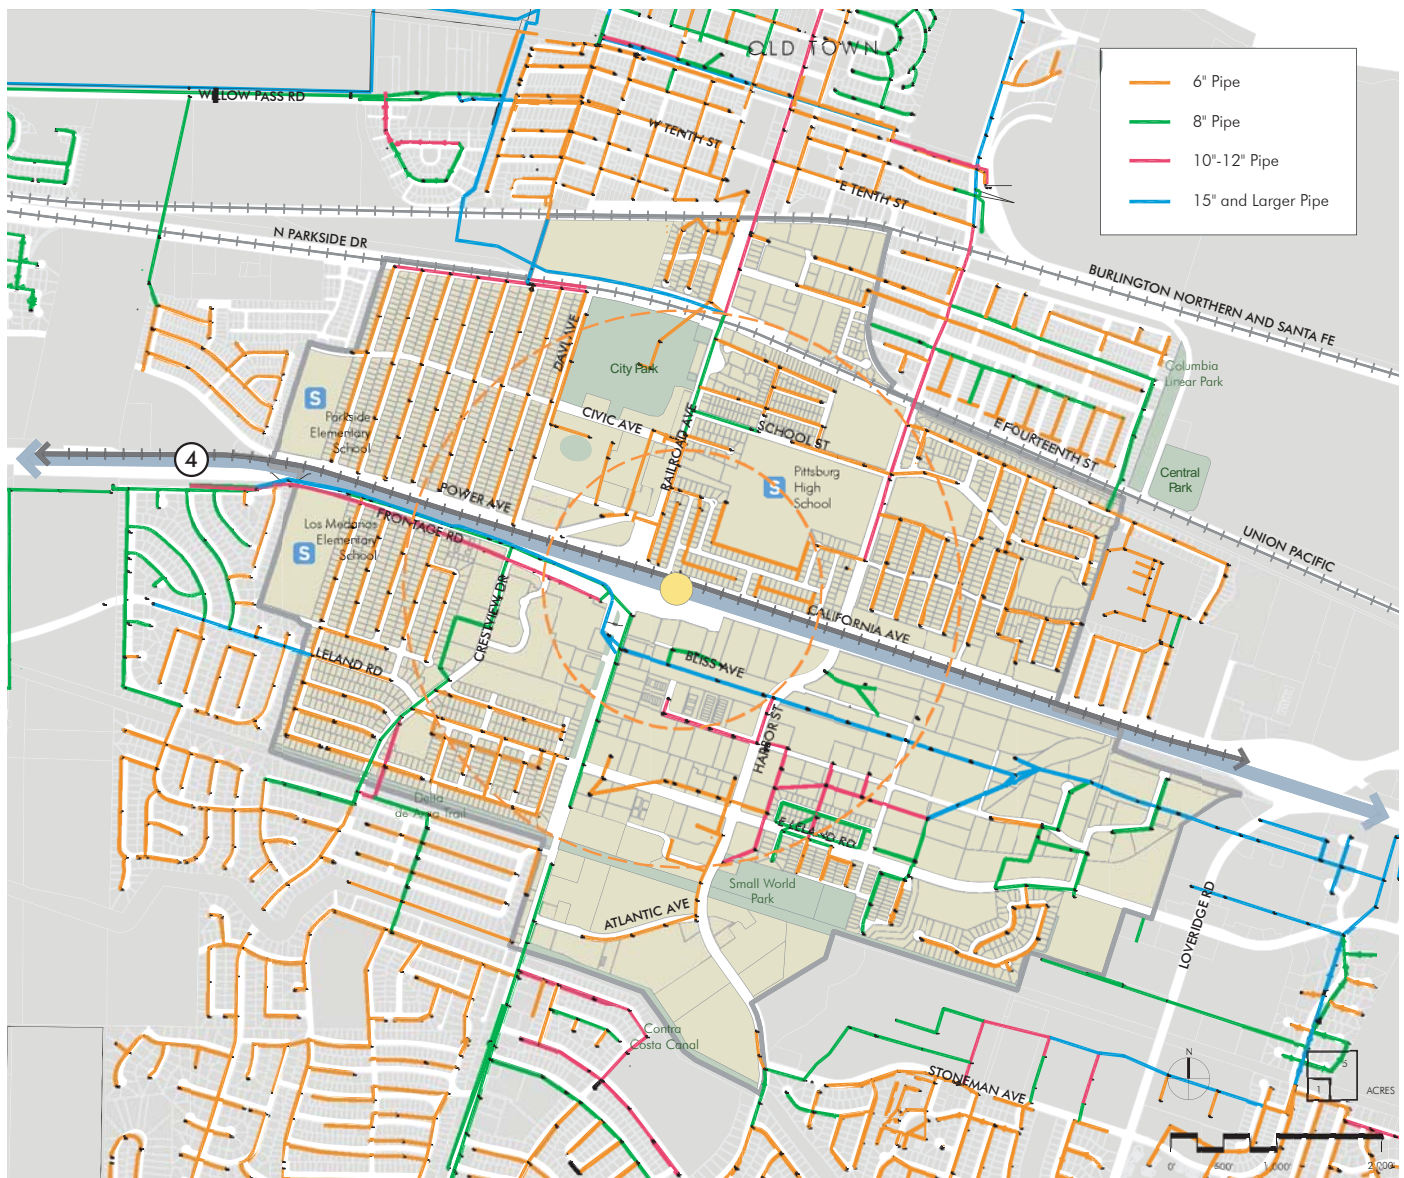 OLD TOWN
6" Pipe
8" Pipe
10"-12" Pipe
15" and Larger Pipe
WILLOW PASS RD
W TENTH ST
E TENTH ST
N PARKSIDE DR
BURLINGTON NORTHERN AND SANTA FE
DAVI AVE
City Park
Columbia
Linear Park
S
Parkside
Elementary
School
CIVIC AVE
RAILROAD AVE
SCHOOL ST
E FOURTEENTH ST
4
S
Pittsburg
High
School
Central
Park
POWER AVE
FRONTAGE RD
UNION PACIFIC
S
Los Medanos
Elementary
School
CRESTVIEW DR
CALIFORNIA AVE
LELAND RD
BLISS AVE
HARBOR ST
Delta
de Anza Trail
E LELAND RD
Small World
Park
ATLANTIC AVE
LOVERIDGE RD
Contra
Costa Canal
STONEMAN AVE
N
5
1
ACRES
0'
500'
1,000'
2,000'